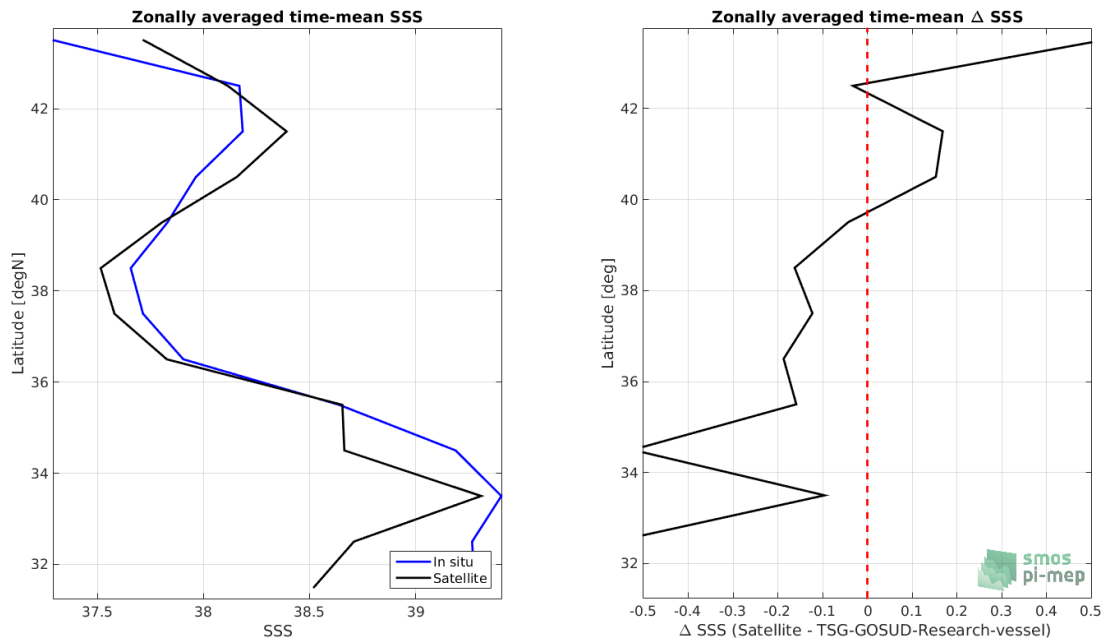 Zonally averaged time-mean SSS
42
40
38
36
34
32
Latitude [degN]
37.5
38
38.5
39
SSS
In situ
Satellite
Zonally averaged time-mean Δ SSS
42
40
38
36
34
32
Latitude [deg]
-0.5
-0.4
-0.3
-0.2
-0.1
0
0.1
0.2
0.3
0.4
0.5
Δ SSS (Satellite - TSG-GOSUD-Research-vessel)
smos
pi-mep